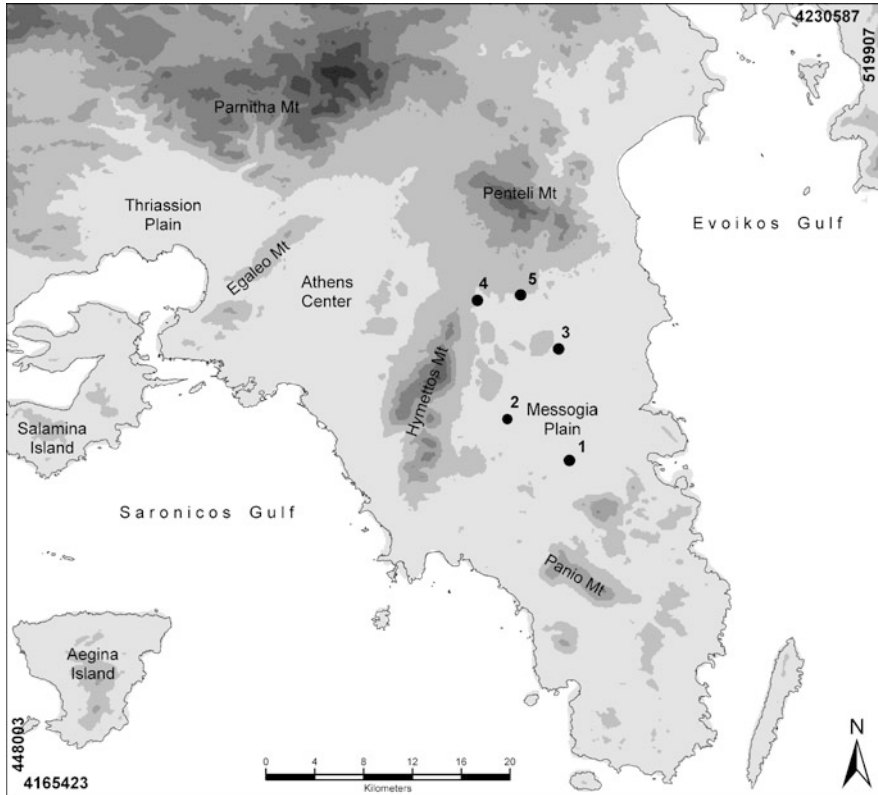 4230587
519907
Parnitha Mt
Penteli Mt
Thriassion
Plain
Evoikos Gulf
Egaleo Mt
Athens
Center
4
5
3
Hymettos Mt
2
Messogia
Plain
1
Salamina
Island
Saronicos Gulf
Panio Mt
Aegina
Island
448003
4165423
0 4 8 12 16 20
Kilometers
N